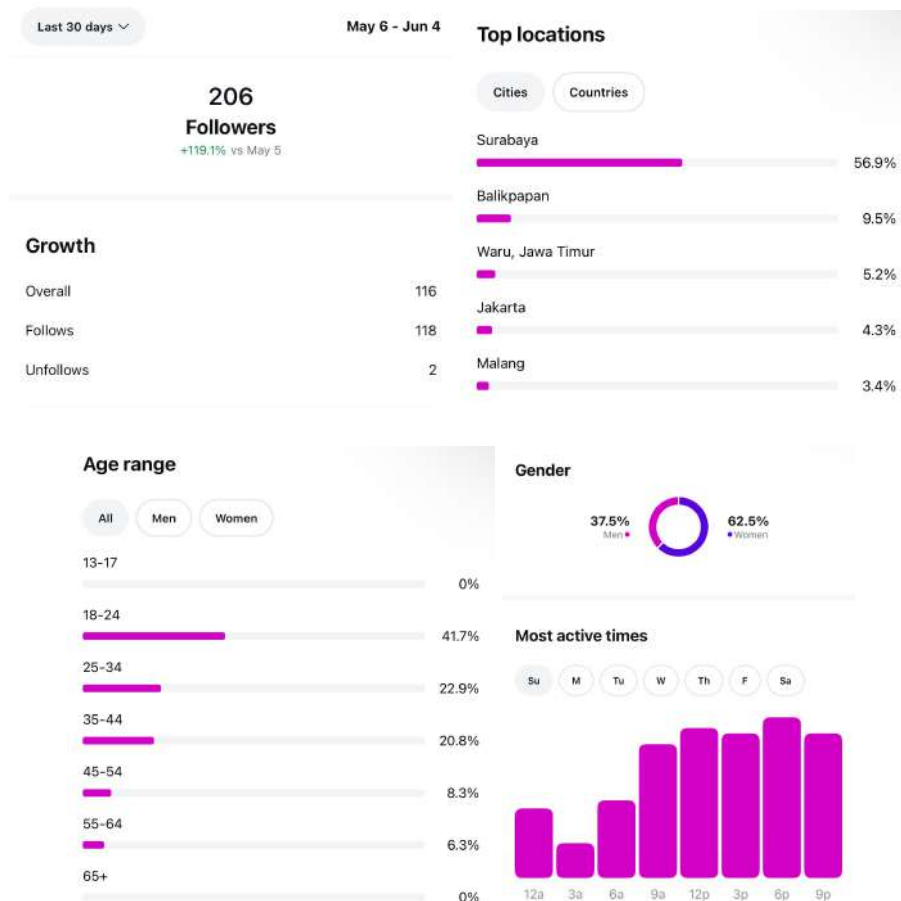 Last 30 days
May 6 - Jun 4
206
Followers
+119.1% vs May 5
Growth
Overall 116
Follows 118
Unfollows 2
Top locations
Cities Countries
Surabaya
56.9%
Balikpapan
9.5%
Waru, Jawa Timur
5.2%
Jakarta
4.3%
Malang
3.4%
Age range
All Men Women
13-17
0%
18-24
41.7%
25-34
22.9%
35-44
20.8%
45-54
8.3%
55-64
6.3%
65+
0%
Gender
37.5% 62.5%
Men Women
Most active times
Su M Tu W Th F Sa
12a 3a 6a 9a 12p 3p 6p 9p